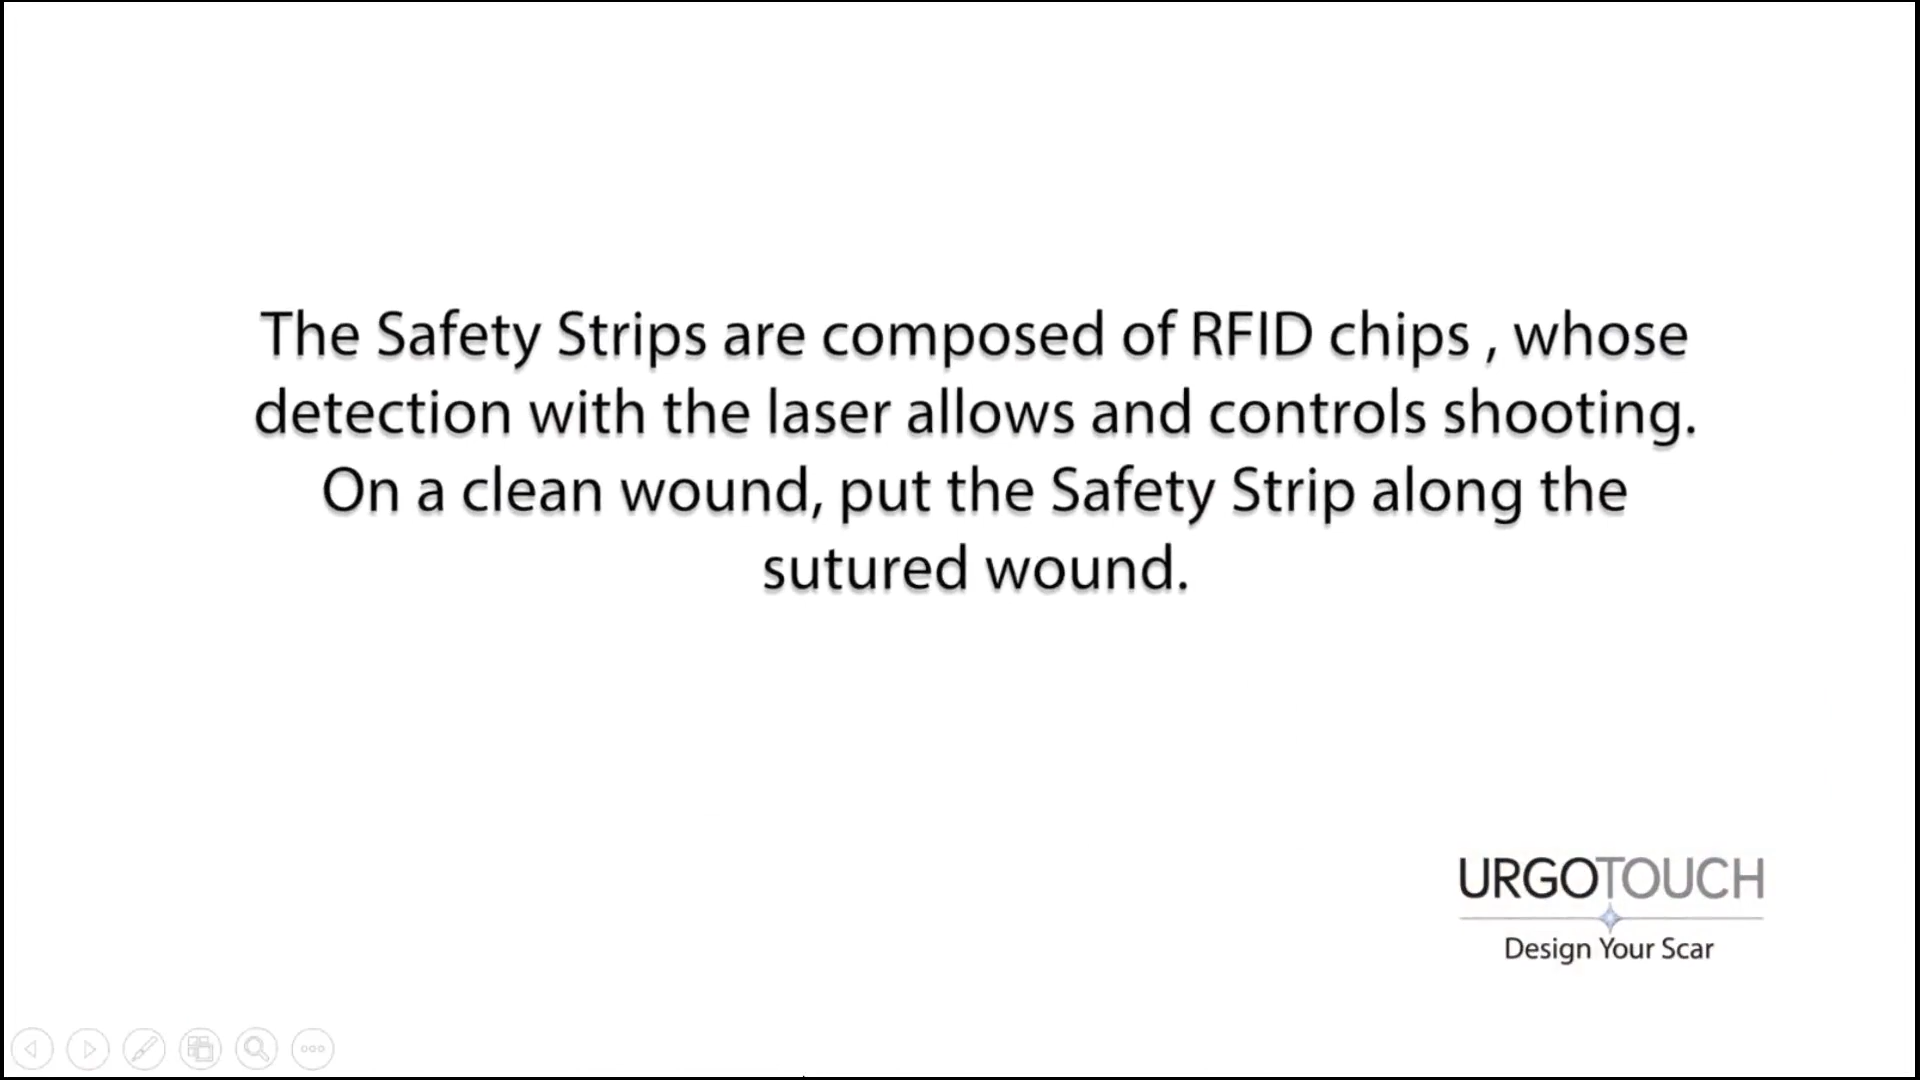 The Safety Strips are composed of RFID chips , whose
detection with the laser allows and controls shooting.
On a clean wound, put the Safety Strip along the
sutured wound.
URGOTOUCH
Design Your Scar